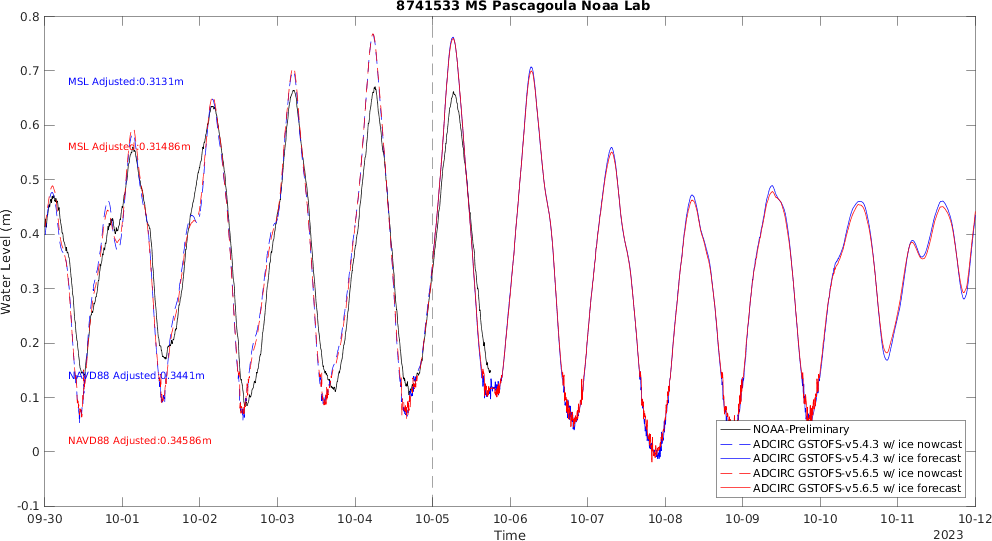 8741533 MS Pascagoula Noaa Lab
0.8
0.7
0.6
0.5
0.4
0.3
0.2
0.1
0
-0.1
Water Level (m)
MSL Adjusted:0.3131m
MSL Adjusted:0.31486m
NAVD88 Adjusted:0.3441m
NAVD88 Adjusted:0.34586m
NOAA-Preliminary
ADCIRC GSTOFS-v5.4.3 w/ ice nowcast
ADCIRC GSTOFS-v5.4.3 w/ ice forecast
ADCIRC GSTOFS-v5.6.5 w/ ice nowcast
ADCIRC GSTOFS-v5.6.5 w/ ice forecast
09-30 10-01 10-02 10-03 10-04 10-05 10-06 10-07 10-08 10-09 10-10 10-11 10-12
Time
2023